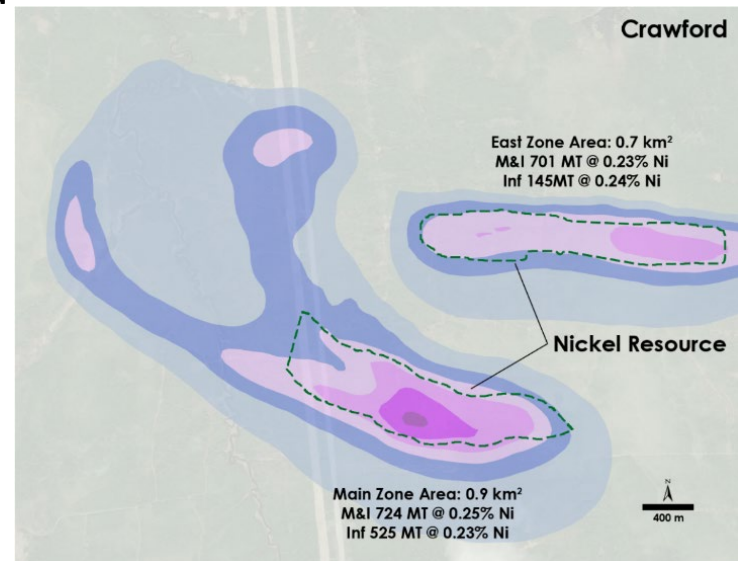 Crawford
East Zone Area: 0.7 km²
M&I 701 MT @ 0.23% Ni
Inf 145MT @ 0.24% Ni
Nickel Resource
Main Zone Area: 0.9 km²
M&I 724 MT @ 0.25% Ni
Inf 525 MT @ 0.23% Ni
N
400 m